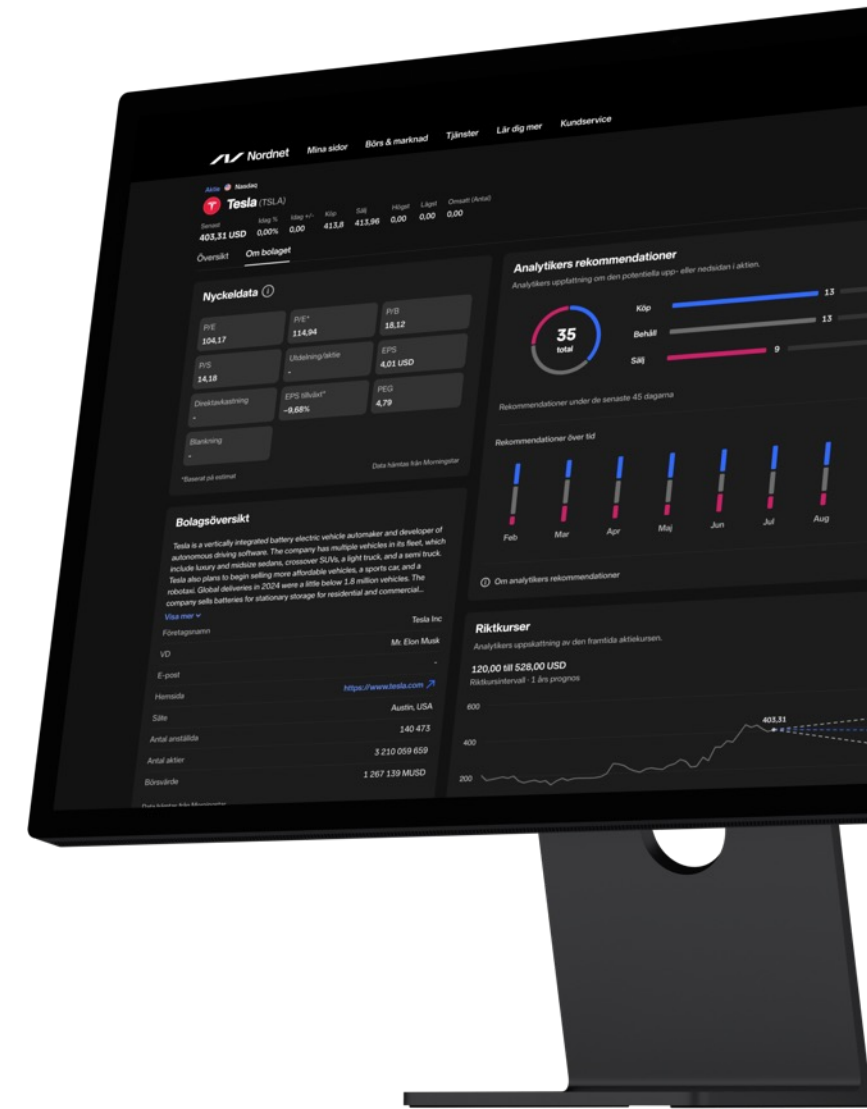 Nordnet Mina sidor Börs & marknad Tjänster Lär dig mer Kundservice
Aktie Nasdaq
Tesla (TSLA)
Senast Idag % Idag +/- Köp Sälj Högst Lägst Omsatt (Antal)
403,31 USD 0,00% 0,00 413,8 413,96 0,00 0,00 0,00
Översikt Om bolaget
Nyckeldata
P/E P/E* P/B
104,17 114,94 18,12
P/S Utdelning/aktie EPS
14,18 - 4,01 USD
Direktavkastning EPS tillväxt* PEG
- -9,68% 4,79
Blankning
-
*Baserat på estimat Data hämtas från Morningstar
Bolagsöversikt
Tesla is a vertically integrated battery electric vehicle automaker and developer of
autonomous driving software. The company has multiple vehicles in its fleet, which
include luxury and midsize sedans, crossover SUVs, a light truck, and a semi truck.
Tesla also plans to begin selling more affordable vehicles, a sports car, and a
robotaxi. Global deliveries in 2024 were a little below 1.8 million vehicles. The
company sells batteries for stationary storage for residential and commercial...
Visa mer
Företagsnamn Tesla Inc
VD Mr. Elon Musk
E-post -
Hemsida https://www.tesla.com
Säte Austin, USA
Antal anställda 140 473
Antal aktier 3 210 059 659
Börsvärde 1 267 139 MUSD
Data hämtas från Morningstar
Analytikers rekommendationer
Analytikers uppfattning om den potentiella upp- eller nedsidan i aktien.
35
total
Köp 13
Behåll 13
Sälj 9
Rekommendationer under de senaste 45 dagarna
Rekommendationer över tid
Feb Mar Apr Maj Jun Jul Aug
Om analytikers rekommendationer
Riktkurser
Analytikers uppskattning av den framtida aktiekursen.
120,00 till 528,00 USD
Riktkursintervall · 1 års prognos
600
403,31
400
200